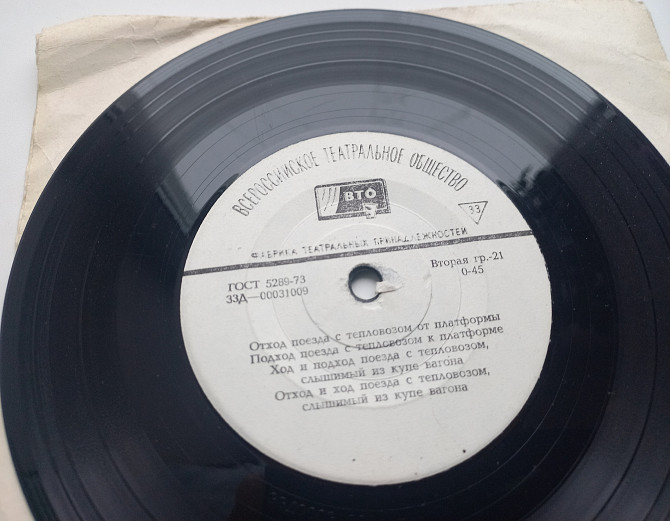 ВСЕРОССИЙСКОЕ ТЕАТРАЛЬНОЕ ОБЩЕСТВО
ВТО
33
ФАБРИКА ТЕАТРАЛЬНЫХ ПРИНАДЛЕЖНОСТЕЙ
ГОСТ 5289-73
33Д—00031009
Вторая гр.-21
0-45
Отход поезда с тепловозом от платформы
Подход поезда с тепловозом к платформе
Ход и подход поезда с тепловозом,
слышимый из купе вагона
Отход и ход поезда с тепловозом,
слышимый из купе вагона